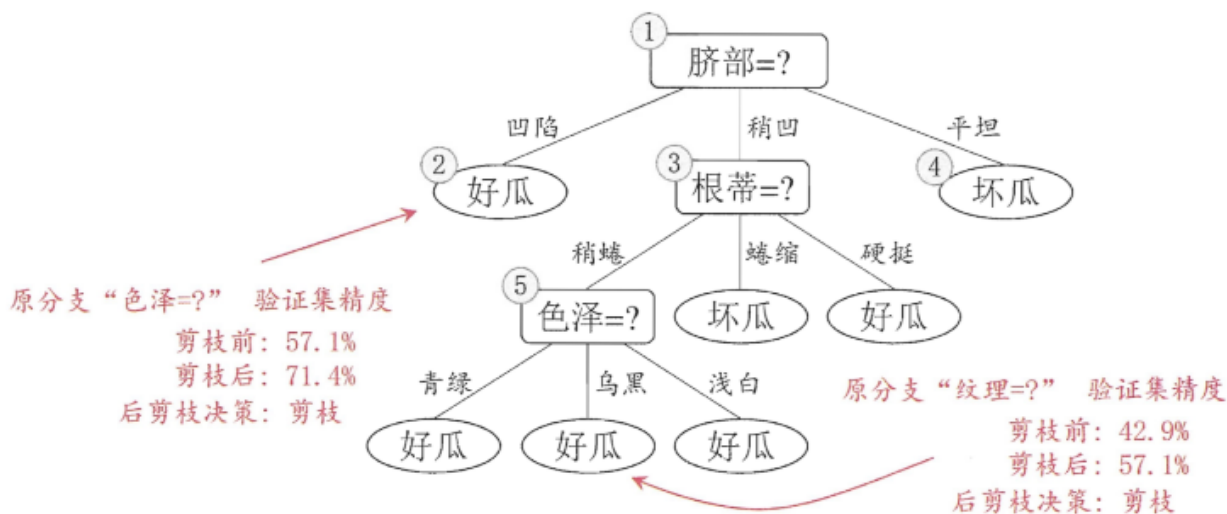 ①
脐部=?
凹陷
稍凹
平坦
②
好瓜
③
根蒂=?
④
坏瓜
稍蜷
蜷缩
硬挺
原分支“色泽=?” 验证集精度
剪枝前: 57.1%
剪枝后: 71.4%
后剪枝决策: 剪枝
⑤
色泽=?
坏瓜
好瓜
青绿
乌黑
浅白
好瓜
好瓜
好瓜
原分支“纹理=?” 验证集精度
剪枝前: 42.9%
剪枝后: 57.1%
后剪枝决策: 剪枝